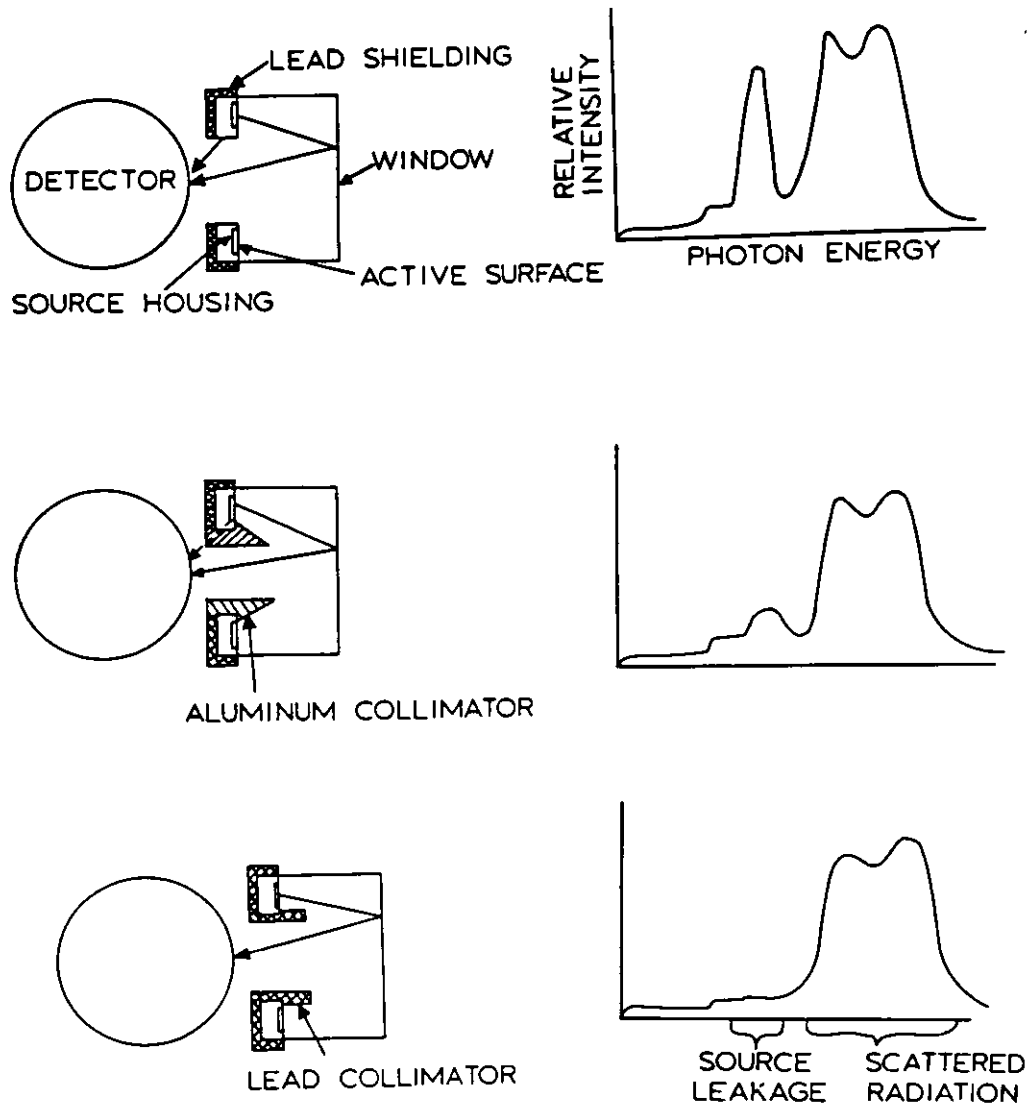 LEAD SHIELDING
DETECTOR
WINDOW
ACTIVE SURFACE
SOURCE HOUSING
RELATIVE
INTENSITY
PHOTON ENERGY
ALUMINUM COLLIMATOR
LEAD COLLIMATOR
SOURCE
LEAKAGE
SCATTERED
RADIATION